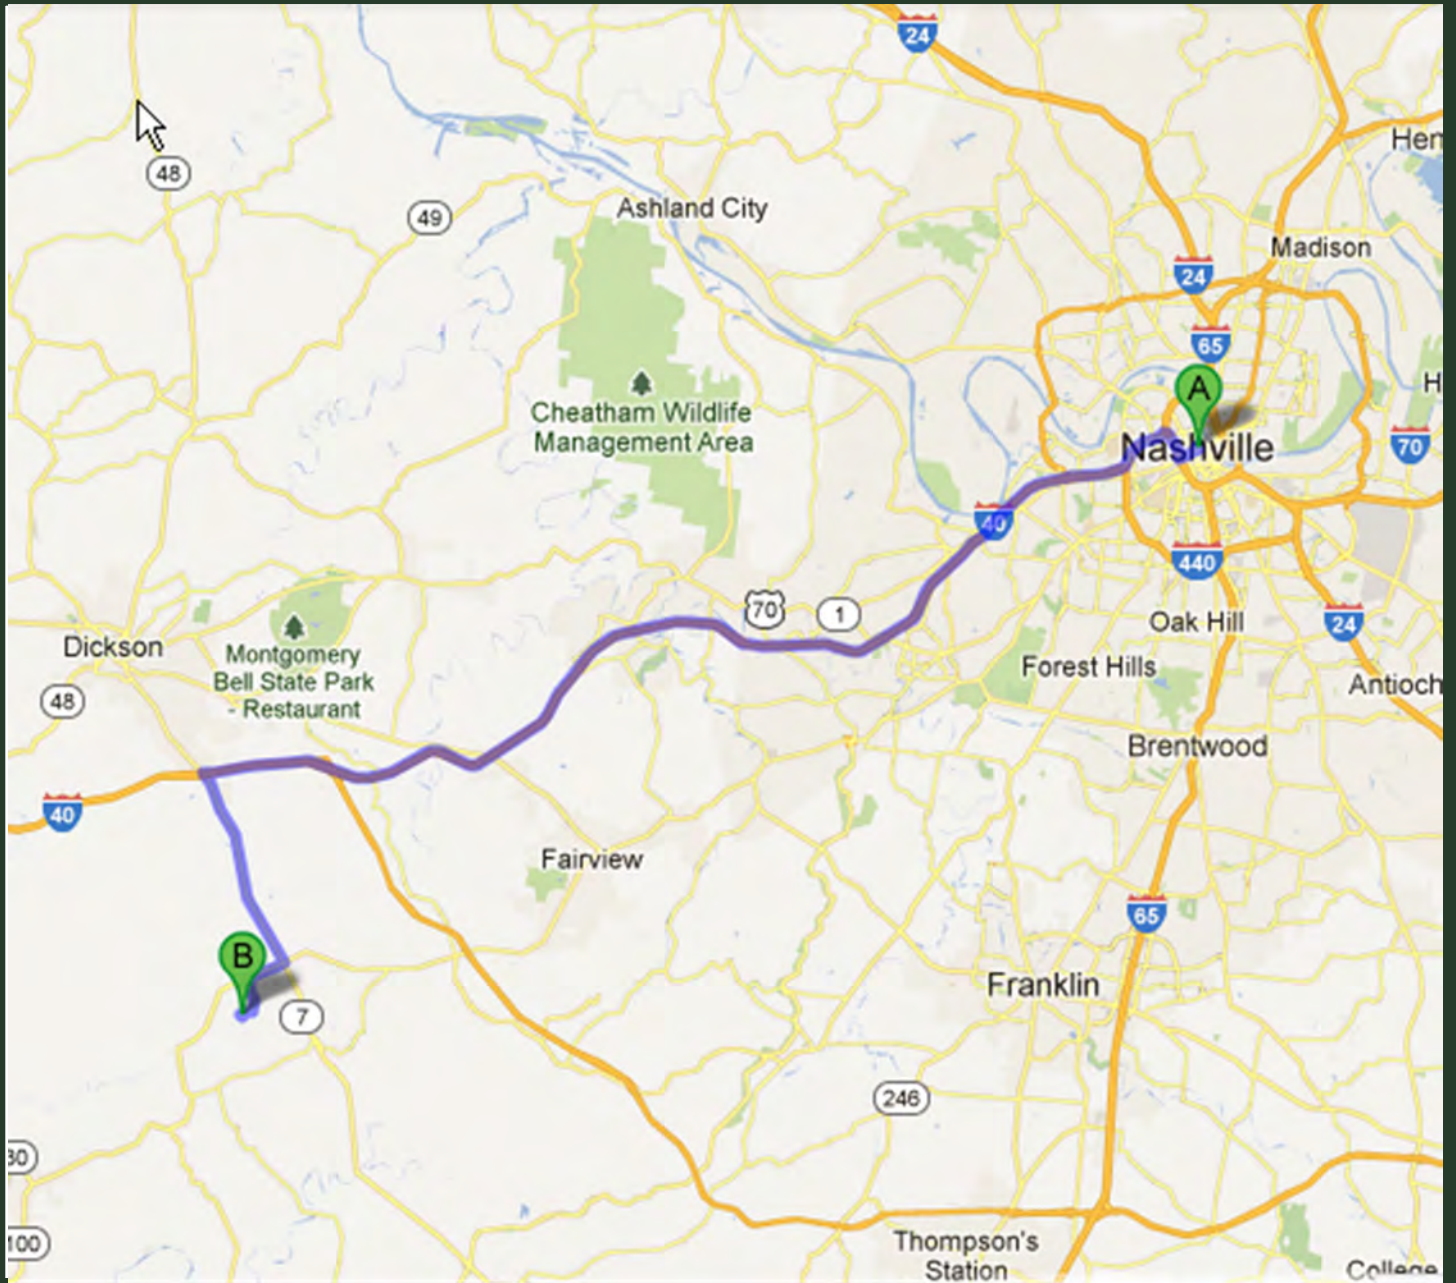 24
Hen
48
49
Ashland City
Madison
24
65
A
H
Cheatham Wildlife
Management Area
Nashville
70
40
440
70
1
Oak Hill
24
Dickson
Montgomery
Bell State Park
- Restaurant
Forest Hills
Antioch
48
Brentwood
40
Fairview
65
B
Franklin
7
246
30
100
Thompson's
Station
College